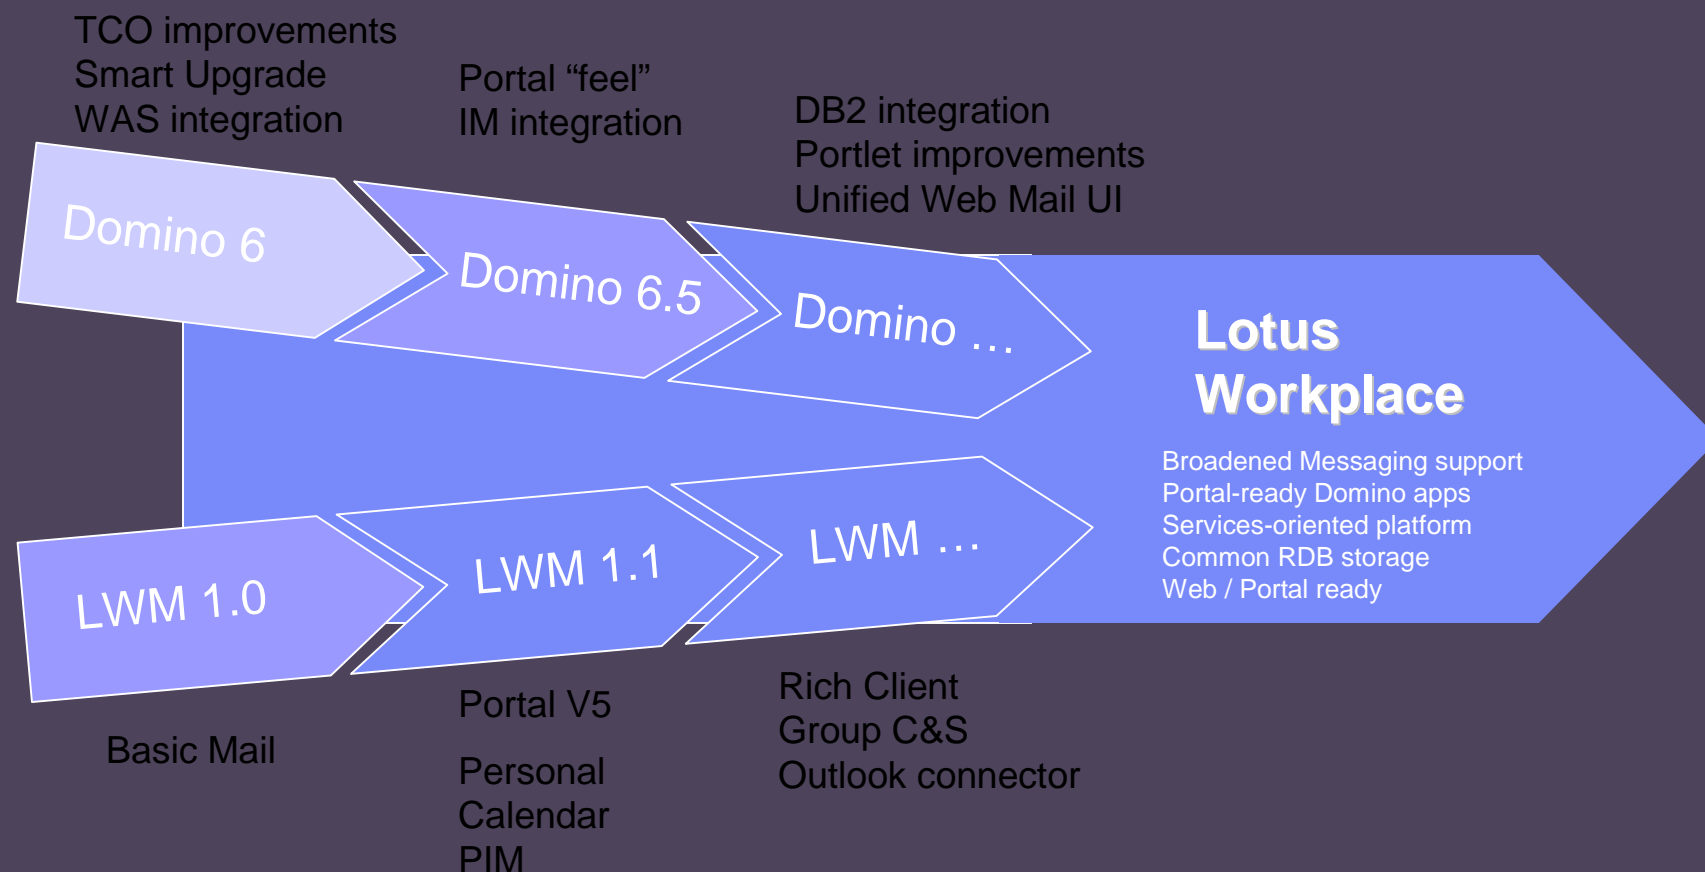 TCO improvements
Smart Upgrade
WAS integration
Portal “feel”
IM integration
DB2 integration
Portlet improvements
Unified Web Mail UI
Domino 6
Domino 6.5
Domino …
Lotus
Workplace
Broadened Messaging support
Portal-ready Domino apps
Services-oriented platform
Common RDB storage
Web / Portal ready
LWM 1.0
LWM 1.1
LWM …
Basic Mail
Portal V5
Personal
Calendar
PIM
Rich Client
Group C&S
Outlook connector